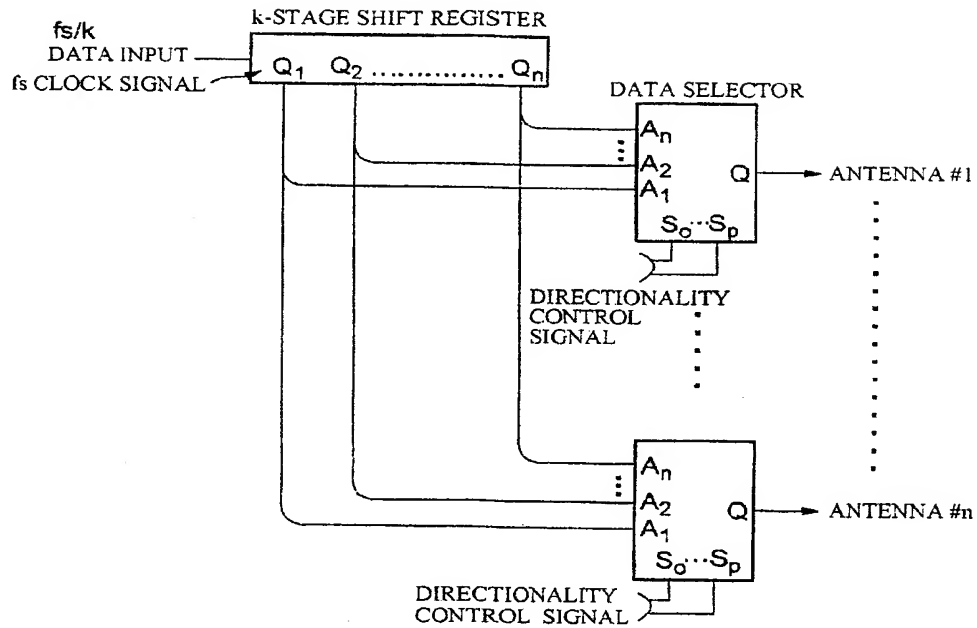 k-STAGE SHIFT REGISTER
fs/k
DATA INPUT
fs CLOCK SIGNAL
Q1 Q2 ................ Qn
DATA SELECTOR
An
A2
A1
Q
ANTENNA #1
So...Sp
DIRECTIONALITY
CONTROL
SIGNAL
An
A2
A1
Q
ANTENNA #n
So...Sp
DIRECTIONALITY
CONTROL SIGNAL